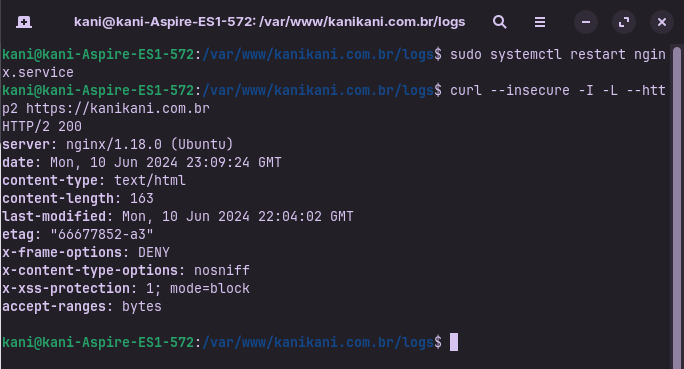 kani@kani-Aspire-ES1-572: /var/www/kanikani.com.br/logs
kani@kani-Aspire-ES1-572:/var/www/kanikani.com.br/logs$ sudo systemctl restart ngin
x.service
kani@kani-Aspire-ES1-572:/var/www/kanikani.com.br/logs$ curl --insecure -I -L --htt
p2 https://kanikani.com.br
HTTP/2 200
server: nginx/1.18.0 (Ubuntu)
date: Mon, 10 Jun 2024 23:09:24 GMT
content-type: text/html
content-length: 163
last-modified: Mon, 10 Jun 2024 22:04:02 GMT
etag: "66677852-a3"
x-frame-options: DENY
x-content-type-options: nosniff
x-xss-protection: 1; mode=block
accept-ranges: bytes
kani@kani-Aspire-ES1-572:/var/www/kanikani.com.br/logs$